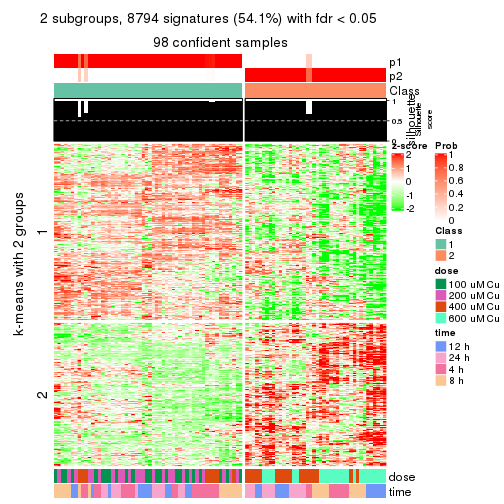 2 subgroups, 8794 signatures (54.1%) with fdr < 0.05
98 confident samples
p1
p2
Class
1
0.5
0
Silhouette
score
silhouette
k-means with 2 groups
1
2
z-score
2
1
0
-1
-2
Prob
1
0.8
0.6
0.4
0.2
0
Class
1
2
dose
100 uM Cu
200 uM Cu
400 uM Cu
600 uM Cu
time
12 h
24 h
4 h
8 h
dose
time